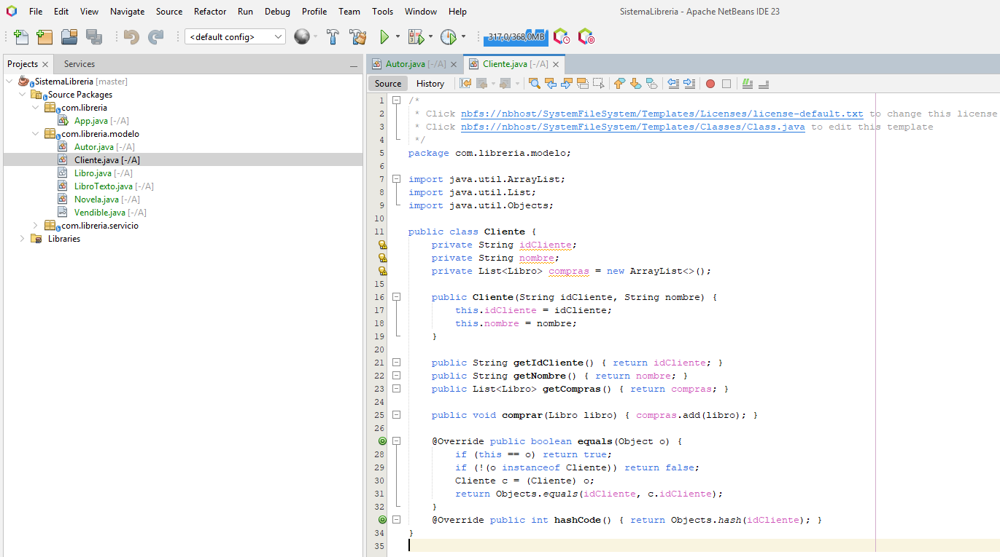 File Edit View Navigate Source Refactor Run Debug Profile Team Tools Window Help SistemaLibreria - Apache NetBeans IDE 23
<default config> 317,0/368,0MB
Projects Services
SistemaLibreria [master]
Source Packages
com.libreria
App.java [-/A]
com.libreria.modelo
Autor.java [-/A]
Cliente.java [-/A]
Libro.java [-/A]
LibroTexto.java [-/A]
Novela.java [-/A]
Vendible.java [-/A]
com.libreria.servicio
Libraries
Autor.java [-/A] Cliente.java [-/A]
Source History
1 /*
2 * Click nbfs://nbhost/SystemFileSystem/Templates/Licenses/license-default.txt to change this license
3 * Click nbfs://nbhost/SystemFileSystem/Templates/Classes/Class.java to edit this template
4 */
5 package com.libreria.modelo;
6
7 import java.util.ArrayList;
8 import java.util.List;
9 import java.util.Objects;
10
11 public class Cliente {
private String idCliente;
private String nombre;
private List<Libro> compras = new ArrayList<>();
15
16 public Cliente(String idCliente, String nombre) {
17 this.idCliente = idCliente;
18 this.nombre = nombre;
19 }
20
21 public String getIdCliente() { return idCliente; }
22 public String getNombre() { return nombre; }
23 public List<Libro> getCompras() { return compras; }
24
25 public void comprar(Libro libro) { compras.add(libro); }
26
@Override public boolean equals(Object o) {
28 if (this == o) return true;
29 if (!(o instanceof Cliente)) return false;
30 Cliente c = (Cliente) o;
31 return Objects.equals(idCliente, c.idCliente);
32 }
@Override public int hashCode() { return Objects.hash(idCliente); }
34 }
35